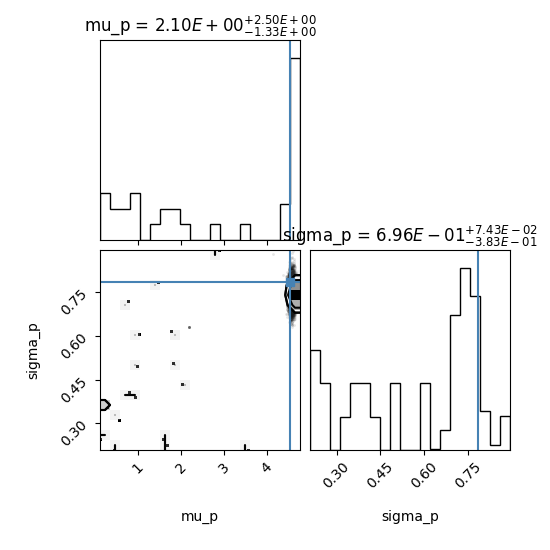 mu_p = 2.10E + 00+2.50E+00−1.33E+00
sigma_p = 6.96E − 01+7.43E−02−3.83E−01
sigma_p
0.75
0.60
0.45
0.30
1 2 3 4
0.30 0.45 0.60 0.75
mu_p
sigma_p